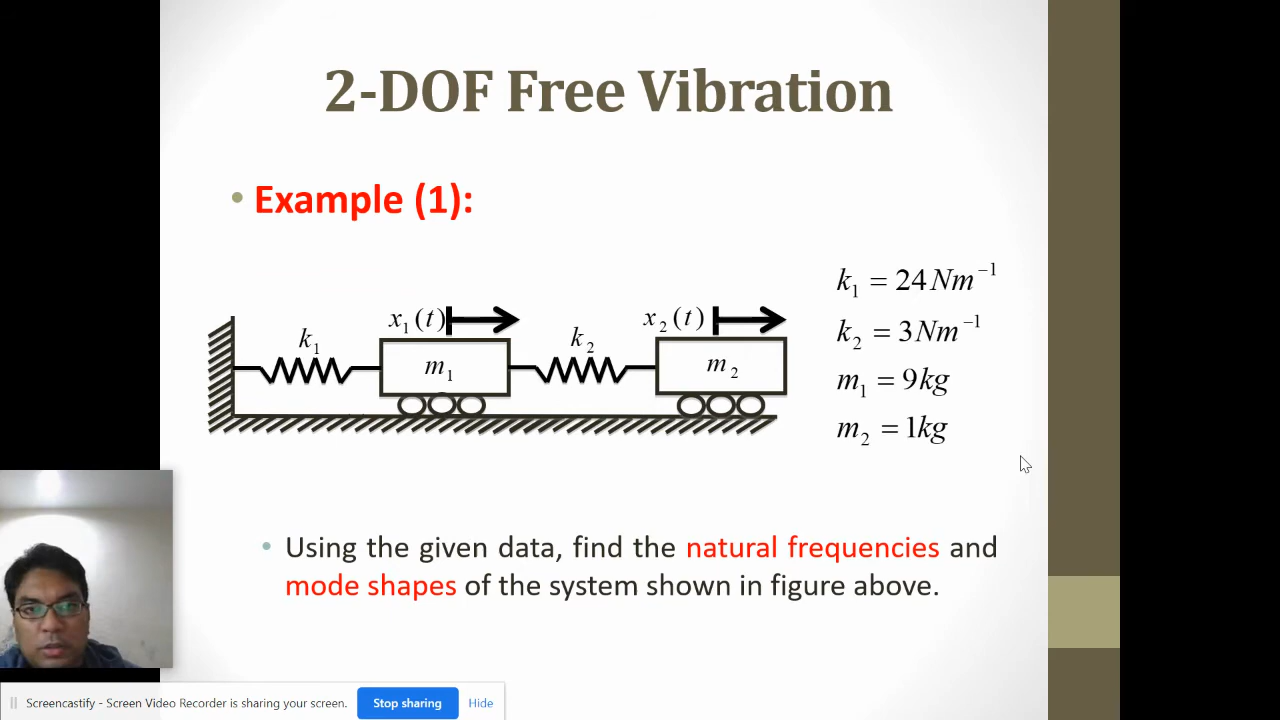 2-DOF Free Vibration
• Example (1):
k₁ = 24 Nm⁻¹
k₂ = 3 Nm⁻¹
m₁ = 9 kg
m₂ = 1 kg
x₁(t)
x₂(t)
k₁
k₂
m₁
m₂
• Using the given data, find the natural frequencies and
mode shapes of the system shown in figure above.
Screencastify - Screen Video Recorder is sharing your screen.
Stop sharing
Hide